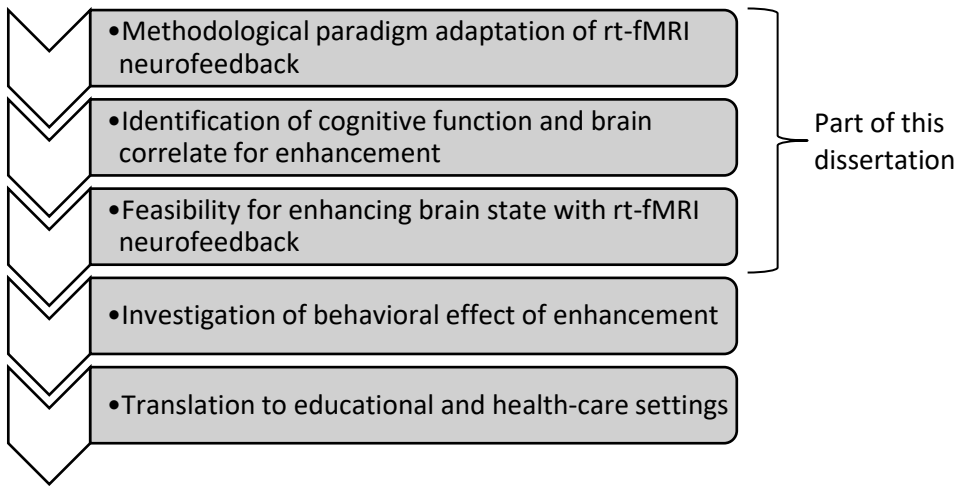 •Methodological paradigm adaptation of rt-fMRI
neurofeedback
•Identification of cognitive function and brain
correlate for enhancement
•Feasibility for enhancing brain state with rt-fMRI
neurofeedback
•Investigation of behavioral effect of enhancement
•Translation to educational and health-care settings
Part of this
dissertation